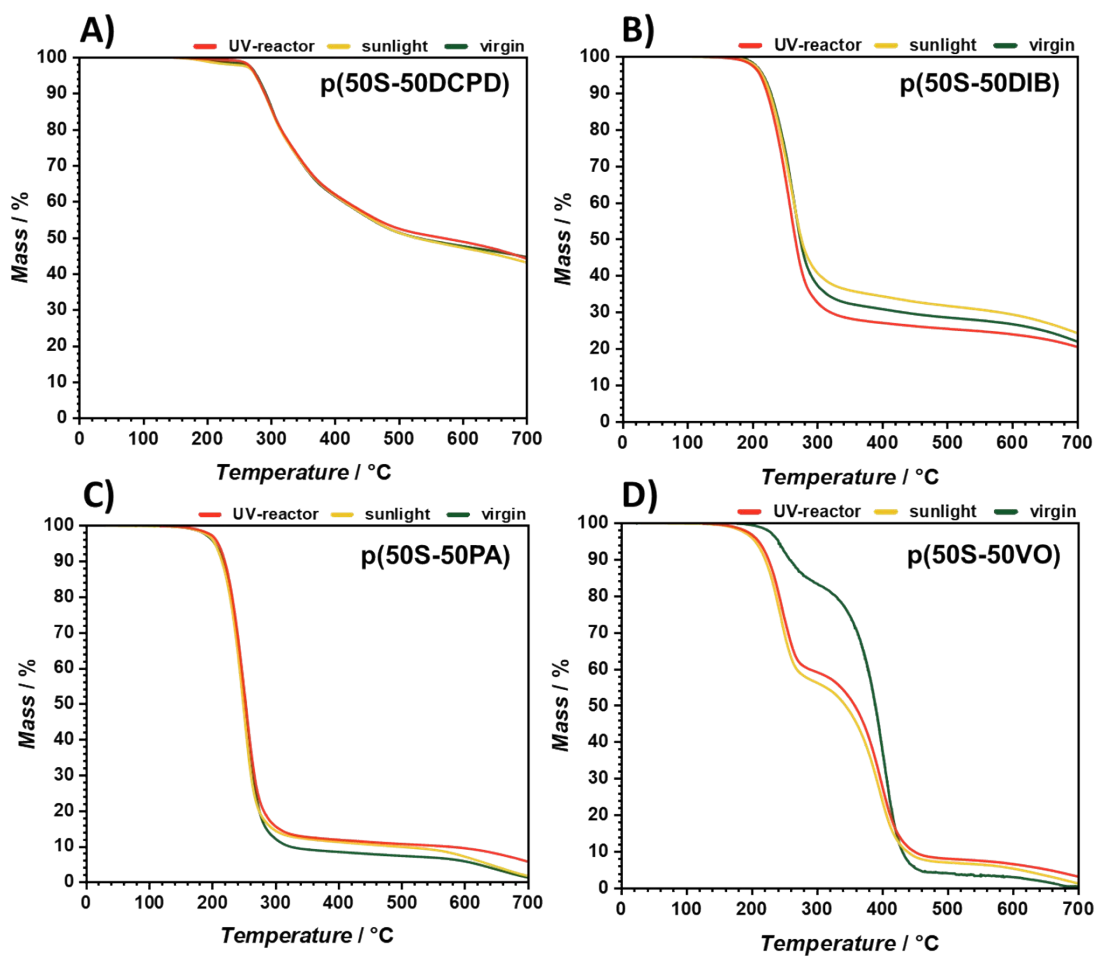 A)
UV-reactor sunlight virgin
p(50S-50DCPD)
100
90
80
70
60
50
40
30
20
10
0
Mass / %
0 100 200 300 400 500 600 700
Temperature / °C
B)
UV-reactor sunlight virgin
p(50S-50DIB)
100
90
80
70
60
50
40
30
20
10
0
Mass / %
0 100 200 300 400 500 600 700
Temperature / °C
C)
UV-reactor sunlight virgin
p(50S-50PA)
100
90
80
70
60
50
40
30
20
10
0
Mass / %
0 100 200 300 400 500 600 700
Temperature / °C
D)
UV-reactor sunlight virgin
p(50S-50VO)
100
90
80
70
60
50
40
30
20
10
0
Mass / %
0 100 200 300 400 500 600 700
Temperature / °C